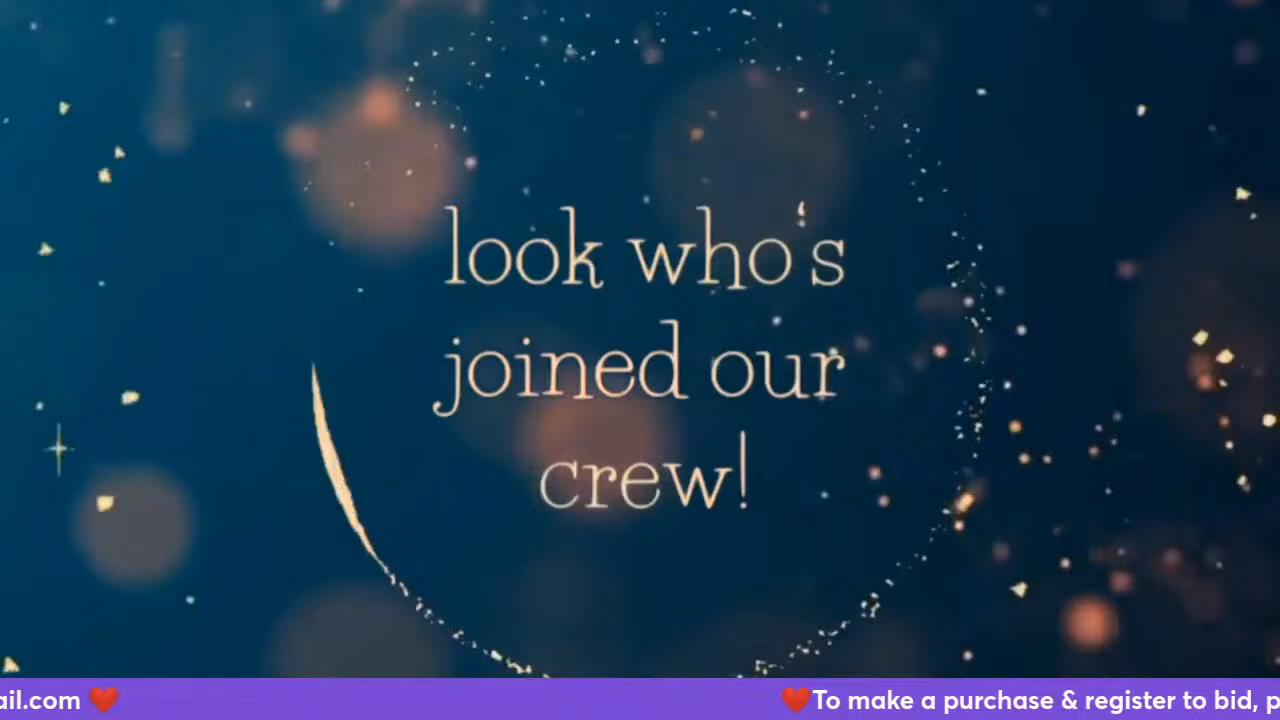 look who's
joined our
crew!
ail.com ❤️ ❤️To make a purchase & register to bid, p